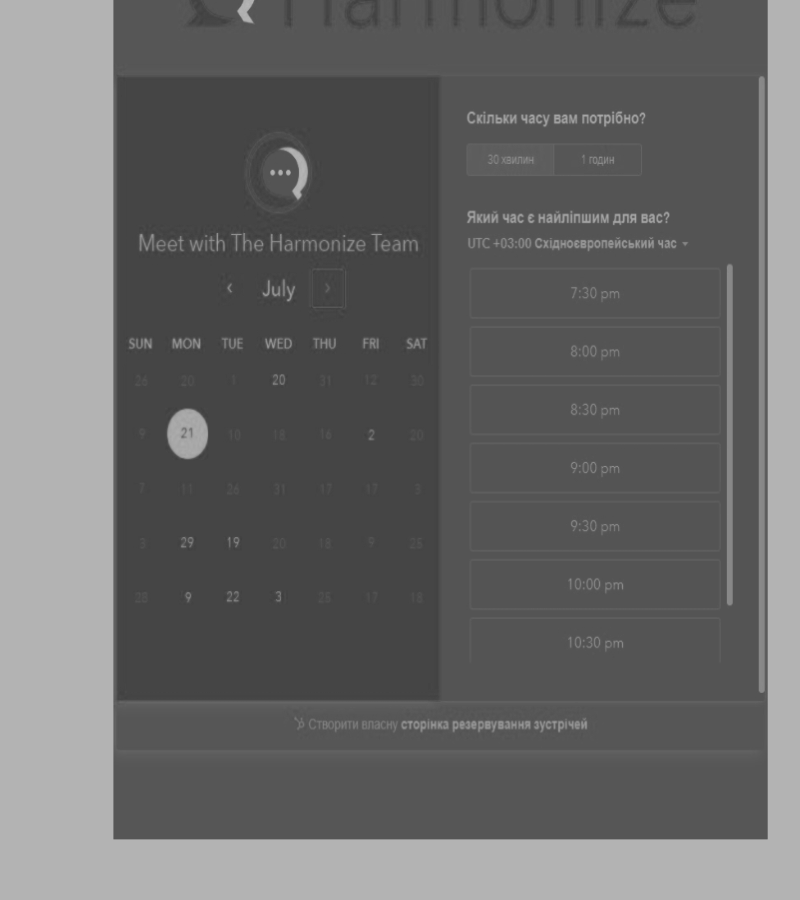 Harmonize
Meet with The Harmonize Team
‹ July ›
SUN MON TUE WED THU FRI SAT
26 20 1 20 31 12 30
9 21 10 18 16 2 20
7 11 26 31 17 17 3
3 29 19 20 18 9 25
25 9 22 3 25 17 18
Скільки часу вам потрібно?
30 хвилин 1 годин
Який час є найліпшим для вас?
UTC +03:00 Східноєвропейський час
7:30 pm
8:00 pm
8:30 pm
9:00 pm
9:30 pm
10:00 pm
10:30 pm
Створити власну сторінка резервування зустрічей